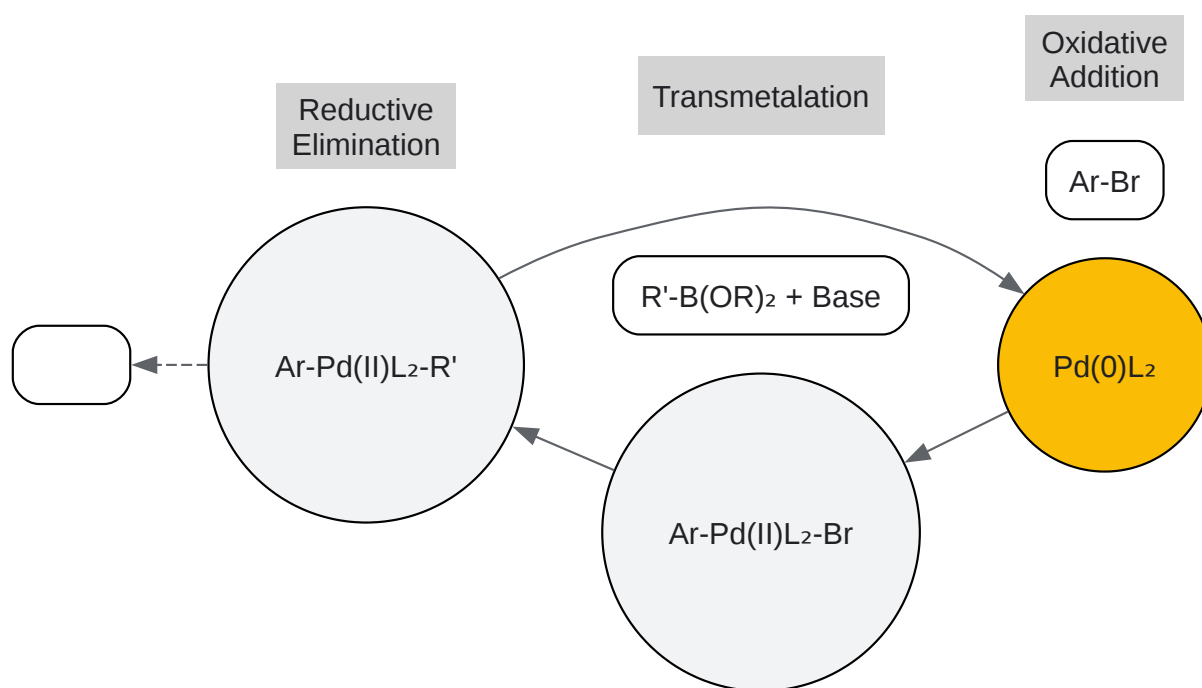 Oxidative
Addition
Transmetalation
Reductive
Elimination
Ar-Br
R'-B(OR)₂ + Base
Ar-Pd(II)L₂-R'
Pd(0)L₂
Ar-Pd(II)L₂-Br